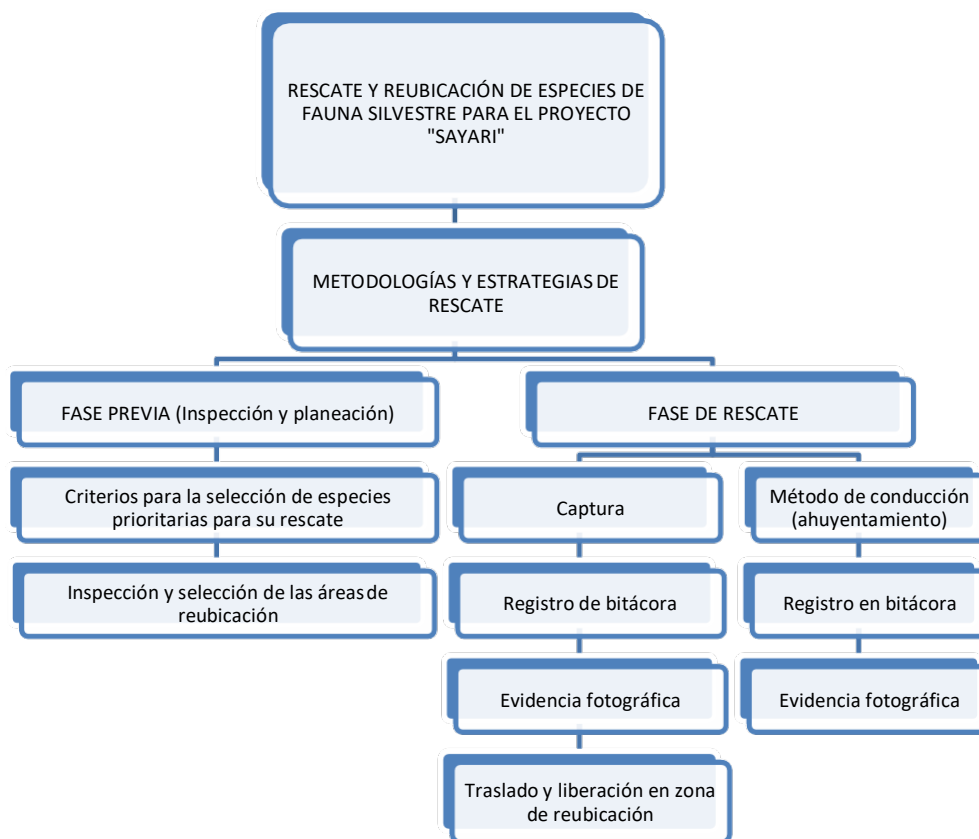 RESCATE Y REUBICACIÓN DE ESPECIES DE
FAUNA SILVESTRE PARA EL PROYECTO
"SAYARI"
METODOLOGÍAS Y ESTRATEGIAS DE
RESCATE
FASE PREVIA (Inspección y planeación)
FASE DE RESCATE
Criterios para la selección de especies
prioritarias para su rescate
Captura
Método de conducción
(ahuyentamiento)
Inspección y selección de las áreas de
reubicación
Registro de bitácora
Registro en bitácora
Evidencia fotográfica
Evidencia fotográfica
Traslado y liberación en zona
de reubicación